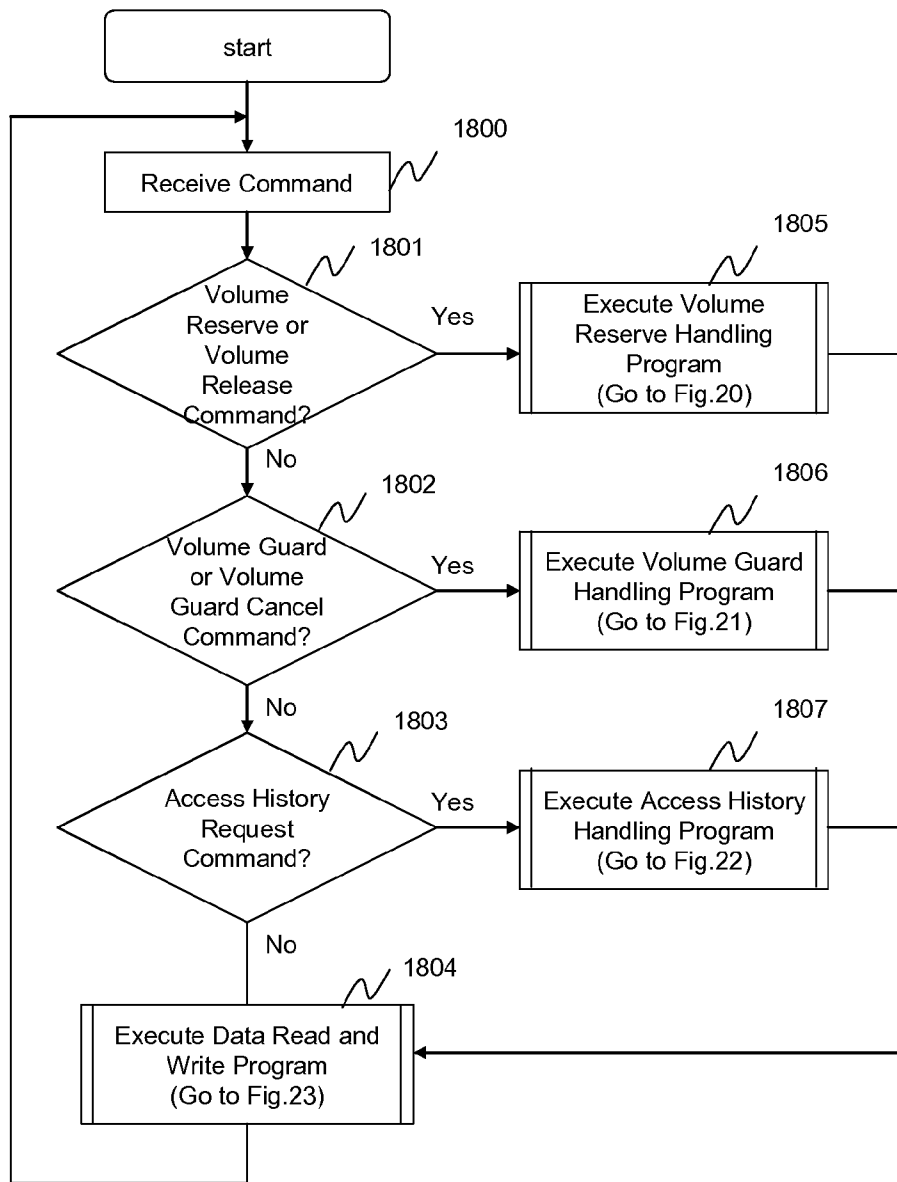 start
1800
Receive Command
1801
Volume
Reserve or
Volume
Release
Command?
Yes
1805
Execute Volume
Reserve Handling
Program
(Go to Fig.20)
No
1802
Volume Guard
or Volume
Guard Cancel
Command?
Yes
1806
Execute Volume Guard
Handling Program
(Go to Fig.21)
No
1803
Access History
Request
Command?
Yes
1807
Execute Access History
Handling Program
(Go to Fig.22)
No
1804
Execute Data Read and
Write Program
(Go to Fig.23)